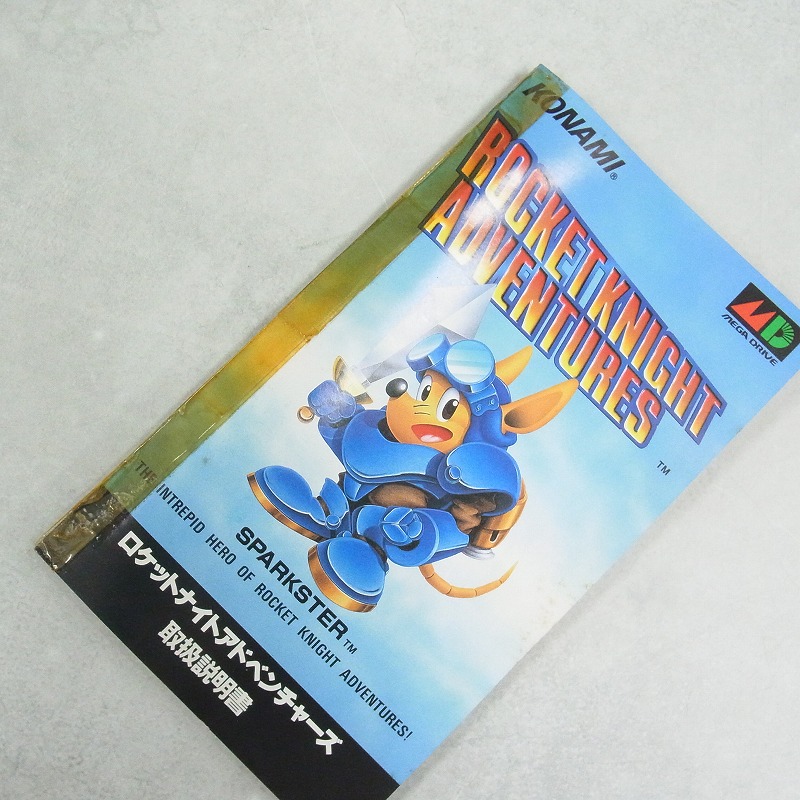 KONAMI®
ROCKET KNIGHT
ADVENTURES
TM
MEGA DRIVE
SPARKSTER TM
THE INTREPID HERO OF ROCKET KNIGHT ADVENTURES!
ロケットナイトアドベンチャーズ
取扱説明書